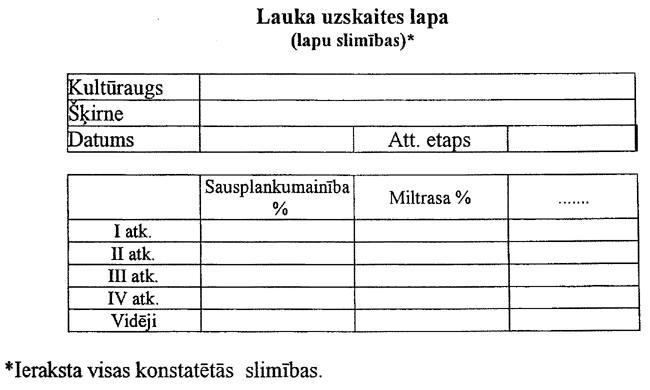 Lauka uzskaites lapa
(lapu slimības)*
Kultūraugs
Šķirne
Datums Att. etaps
Sausplankumainība % Miltrasa % .......
I atk.
II atk.
III atk.
IV atk.
Vidēji
*Ieraksta visas konstatētās slimības.